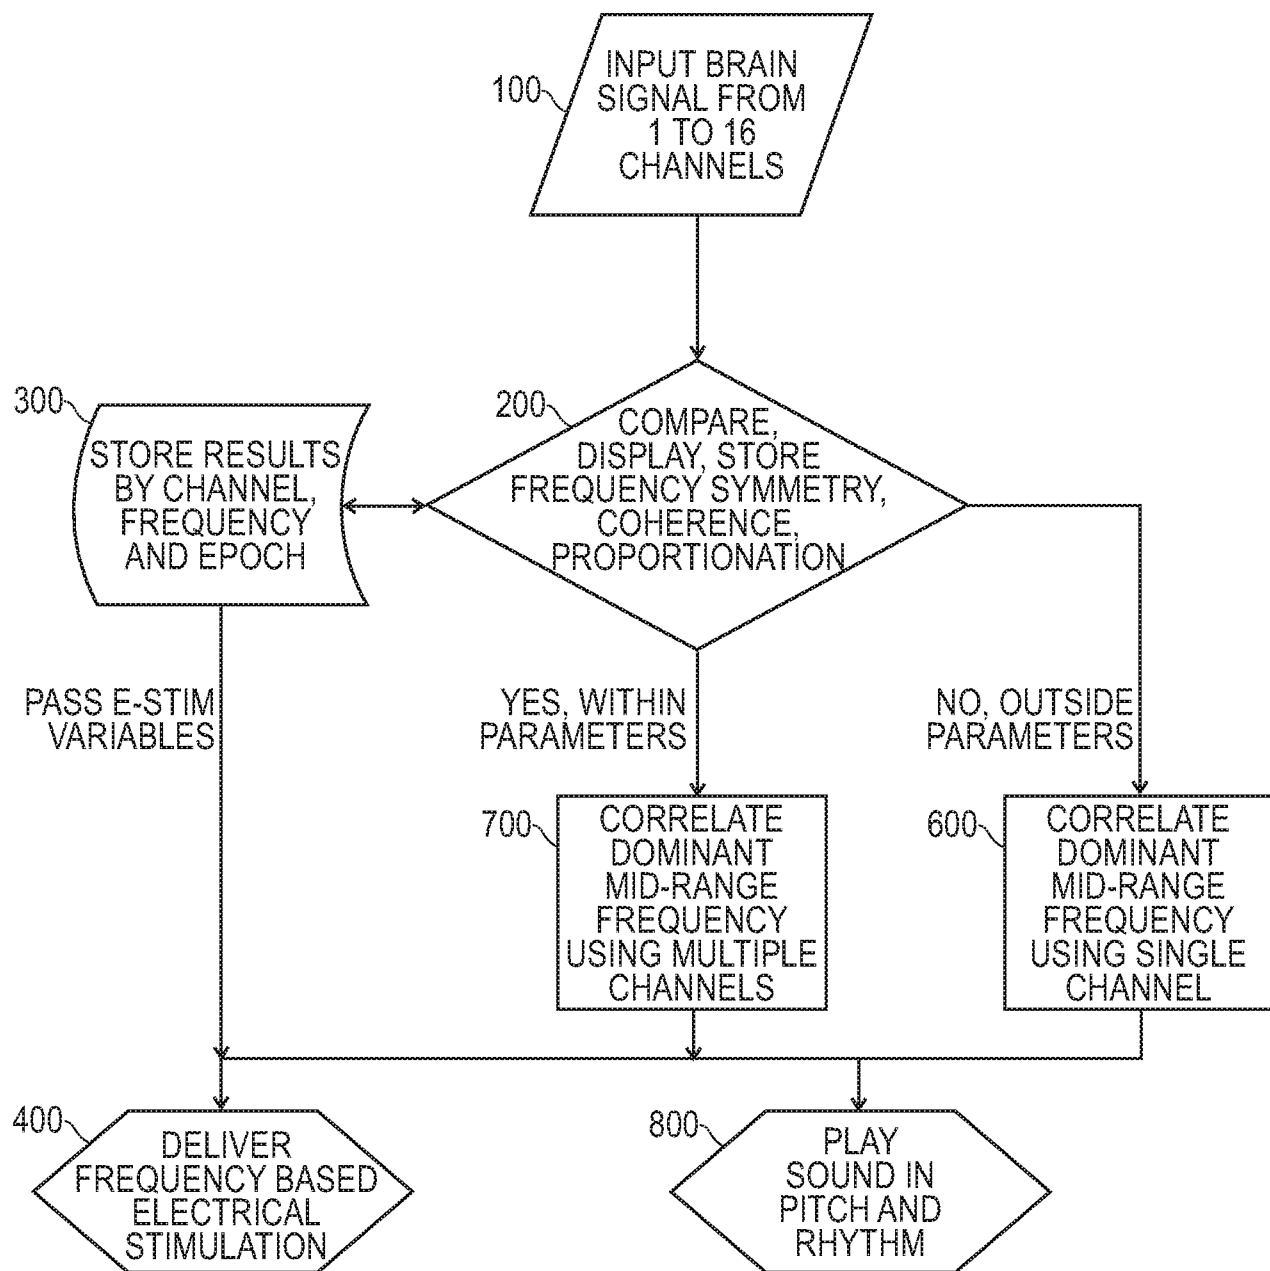 100
INPUT BRAIN
SIGNAL FROM
1 TO 16
CHANNELS
300
STORE RESULTS
BY CHANNEL,
FREQUENCY
AND EPOCH
200
COMPARE,
DISPLAY, STORE
FREQUENCY SYMMETRY,
COHERENCE,
PROPORTIONATION
PASS E-STIM
VARIABLES
YES, WITHIN
PARAMETERS
NO, OUTSIDE
PARAMETERS
700
CORRELATE
DOMINANT
MID-RANGE
FREQUENCY
USING MULTIPLE
CHANNELS
600
CORRELATE
DOMINANT
MID-RANGE
FREQUENCY
USING SINGLE
CHANNEL
400
DELIVER
FREQUENCY BASED
ELECTRICAL
STIMULATION
800
PLAY
SOUND IN
PITCH AND
RHYTHM